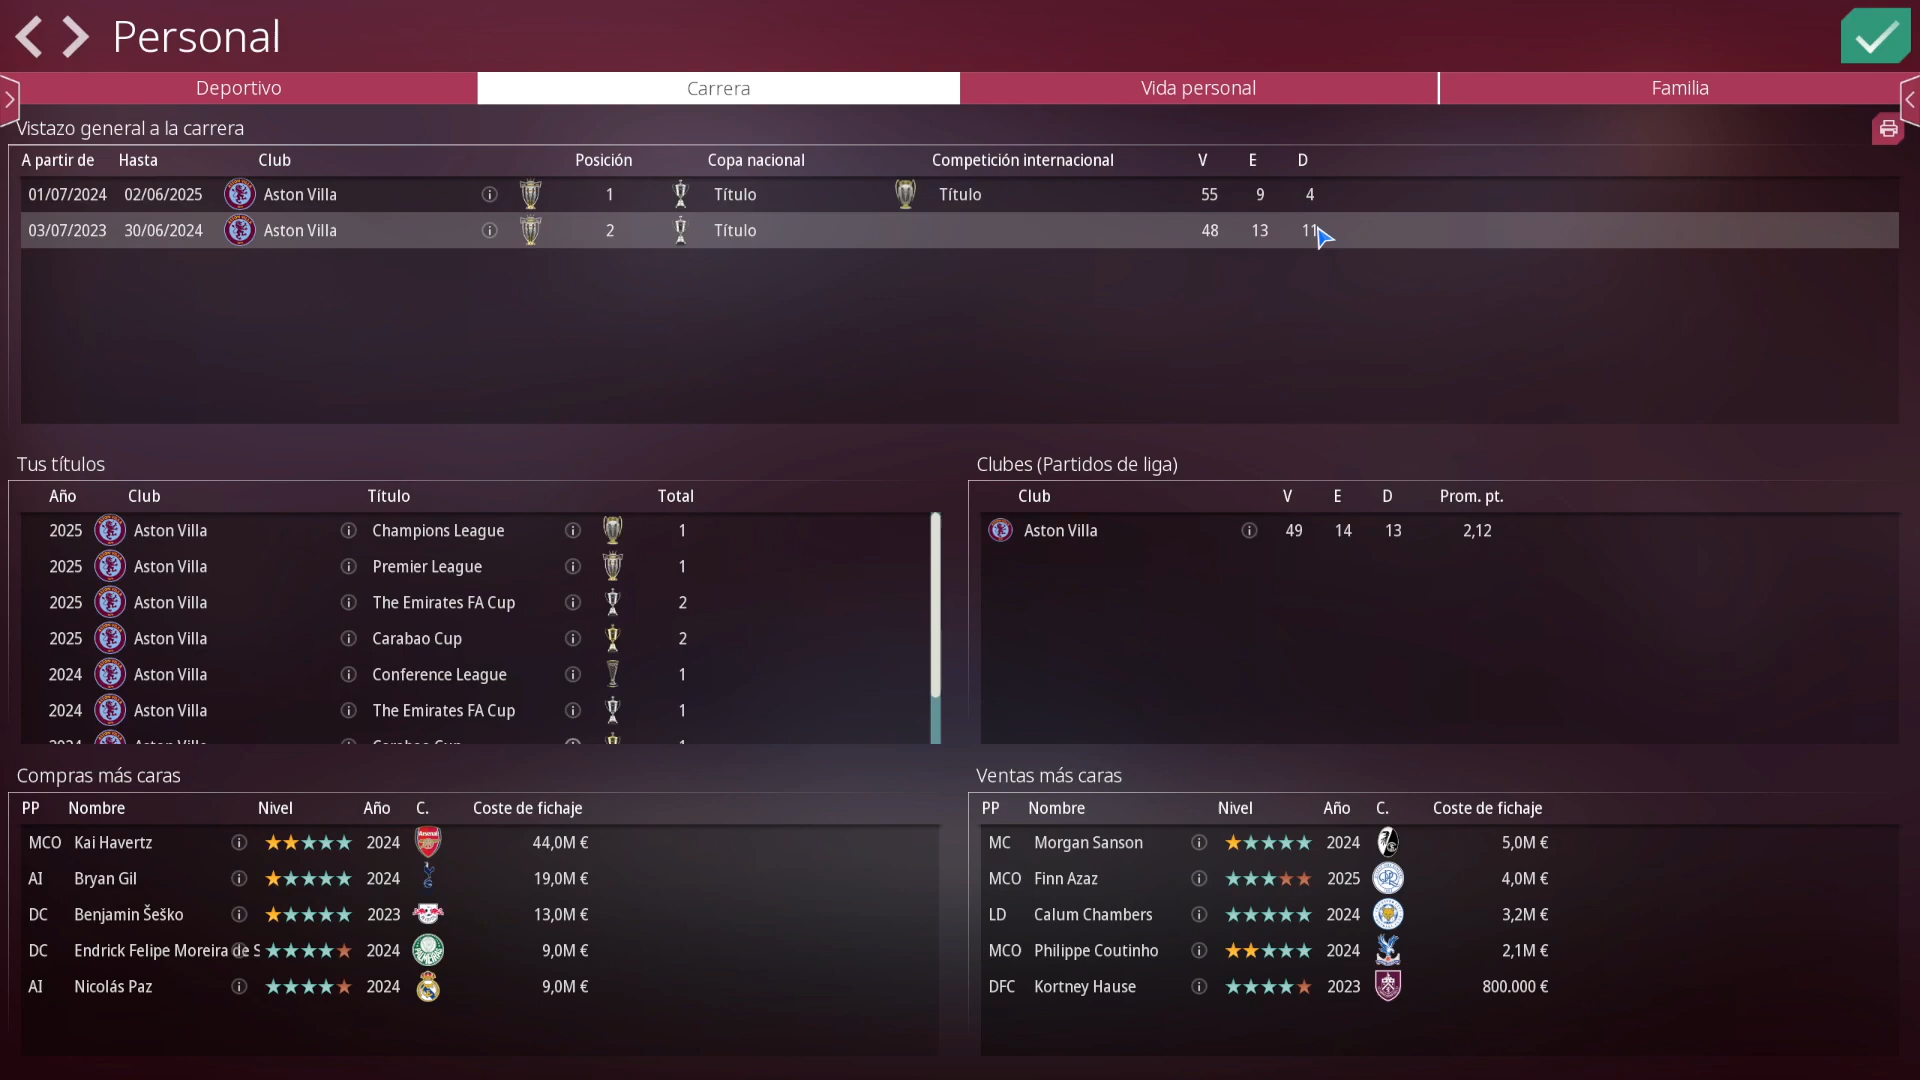 Personal
Deportivo Carrera Vida personal Familia
Vistazo general a la carrera
A partir de Hasta Club Posición Copa nacional Competición internacional V E D
01/07/2024 02/06/2025 Aston Villa 1 Título Título 55 9 4
03/07/2023 30/06/2024 Aston Villa 2 Título 48 13 11
Tus títulos
Año Club Título Total
2025 Aston Villa Champions League 1
2025 Aston Villa Premier League 1
2025 Aston Villa The Emirates FA Cup 2
2025 Aston Villa Carabao Cup 2
2024 Aston Villa Conference League 1
2024 Aston Villa The Emirates FA Cup 1
Clubes (Partidos de liga)
Club V E D Prom. pt.
Aston Villa 49 14 13 2,12
Compras más caras
PP Nombre Nivel Año C. Coste de fichaje
MCO Kai Havertz 2024 44,0M €
AI Bryan Gil 2024 19,0M €
DC Benjamin Šeško 2023 13,0M €
DC Endrick Felipe Moreira de S 2024 9,0M €
AI Nicolás Paz 2024 9,0M €
Ventas más caras
PP Nombre Nivel Año C. Coste de fichaje
MC Morgan Sanson 2024 5,0M €
MCO Finn Azaz 2025 4,0M €
LD Calum Chambers 2024 3,2M €
MCO Philippe Coutinho 2024 2,1M €
DFC Kortney Hause 2023 800.000 €